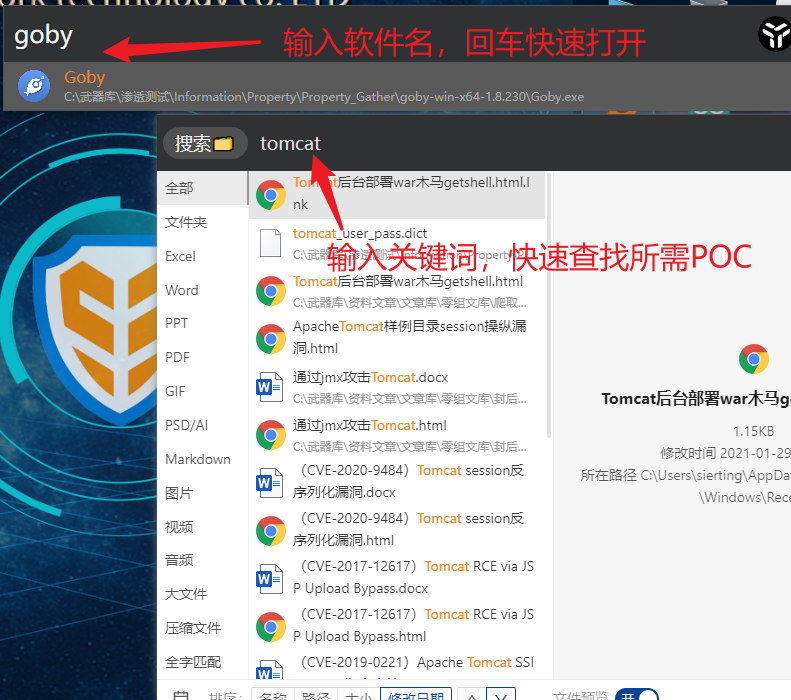 goby
输入软件名，回车快速打开
Goby
C:\武器库\渗透测试\Information\Property\Property_Gather\goby-win-x64-1.8.230\Goby.exe
搜索 tomcat
全部
文件夹
Excel
Word
PPT
PDF
GIF
PSD/AI
Markdown
图片
视频
音频
大文件
压缩文件
全字匹配
Tomcat后台部署war木马getshell.html.l
nk
tomcat_user_pass.dict
输入关键词，快速查找所需POC
Tomcat后台部署war木马getshell.html
C:\武器库\资料文章\文章库\零组文库\爬取...
ApacheTomcat样例目录session操纵漏
洞.html
通过jmx攻击Tomcat.docx
C:\武器库\资料文章\文章库\零组文库\封后...
通过jmx攻击Tomcat.html
C:\武器库\资料文章\文章库\零组文库\封后...
（CVE-2020-9484）Tomcat session反
序列化漏洞.docx
（CVE-2020-9484）Tomcat session反
序列化漏洞.html
（CVE-2017-12617）Tomcat RCE via JS
P Upload Bypass.docx
（CVE-2017-12617）Tomcat RCE via JS
P Upload Bypass.html
（CVE-2019-0221）Apache Tomcat SSI
Tomcat后台部署war木马g
1.15KB
修改时间 2021-01-29
所在路径 C:\Users\sierting\AppDa
\Windows\Rece
排序: 名称 路径 大小 修改日期
文件预览 开